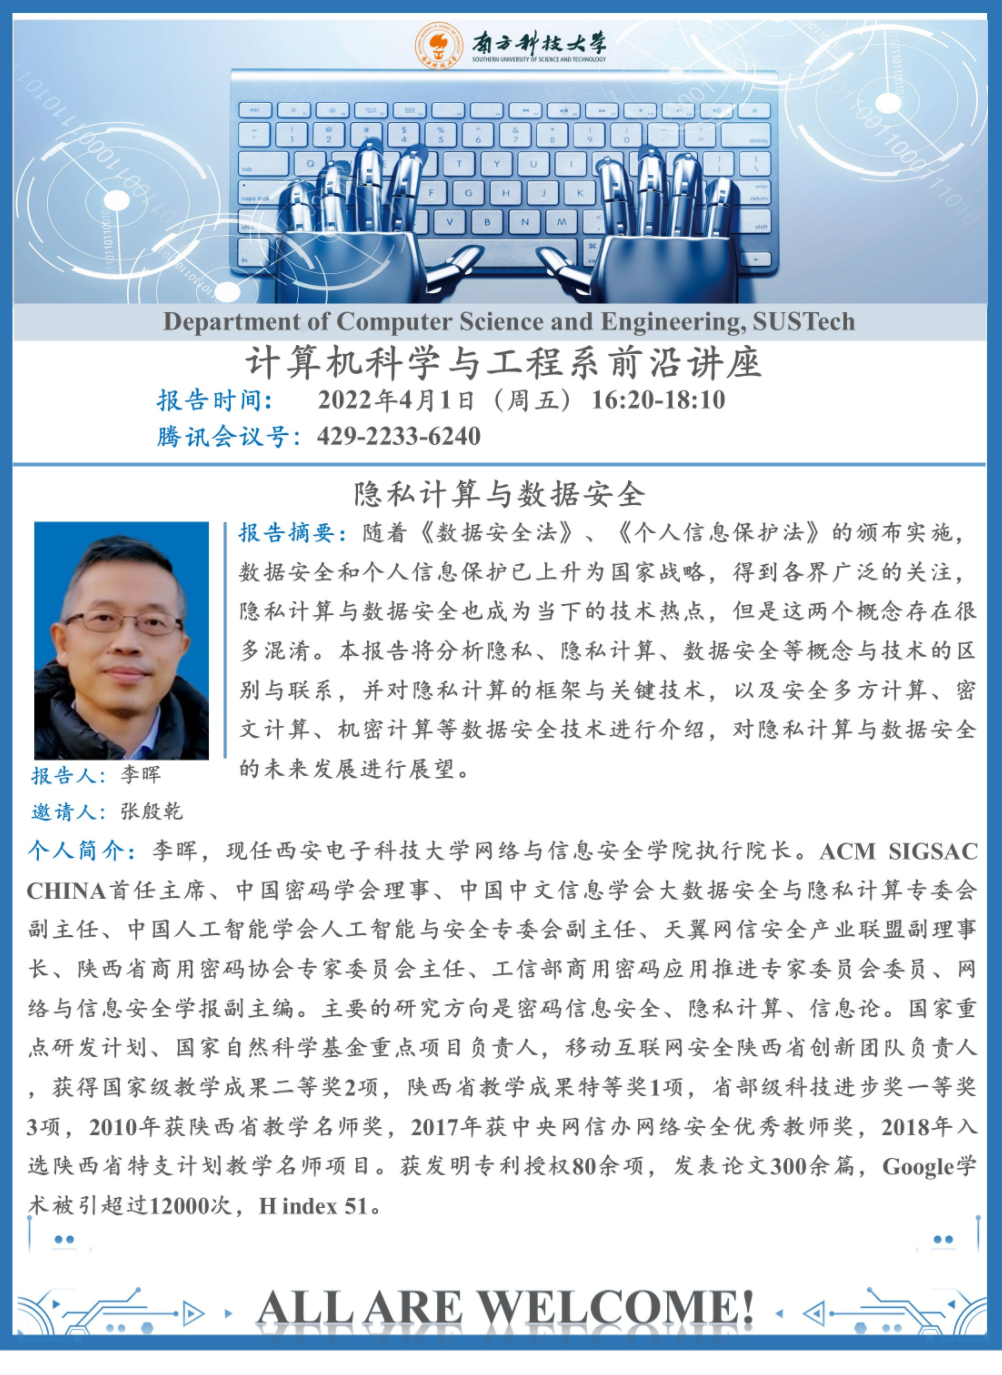 南方科技大学
SOUTHERN UNIVERSITY OF SCIENCE AND TECHNOLOGY
Department of Computer Science and Engineering, SUSTech
计算机科学与工程系前沿讲座
报告时间： 2022年4月1日（周五） 16:20-18:10
腾讯会议号：429-2233-6240
隐私计算与数据安全
报告摘要：随着《数据安全法》、《个人信息保护法》的颁布实施，
数据安全和个人信息保护已上升为国家战略，得到各界广泛的关注，
隐私计算与数据安全也成为当下的技术热点，但是这两个概念存在很
多混淆。本报告将分析隐私、隐私计算、数据安全等概念与技术的区
别与联系，并对隐私计算的框架与关键技术，以及安全多方计算、密
文计算、机密计算等数据安全技术进行介绍，对隐私计算与数据安全
的未来发展进行展望。
报告人：李晖
邀请人：张殷乾
个人简介：李晖，现任西安电子科技大学网络与信息安全学院执行院长。ACM SIGSAC
CHINA首任主席、中国密码学会理事、中国中文信息学会大数据安全与隐私计算专委会
副主任、中国人工智能学会人工智能与安全专委会副主任、天翼网信安全产业联盟副理事
长、陕西省商用密码协会专家委员会主任、工信部商用密码应用推进专家委员会委员、网
络与信息安全学报副主编。主要的研究方向是密码信息安全、隐私计算、信息论。国家重
点研发计划、国家自然科学基金重点项目负责人，移动互联网安全陕西省创新团队负责人
，获得国家级教学成果二等奖2项，陕西省教学成果特等奖1项，省部级科技进步奖一等奖
3项，2010年获陕西省教学名师奖，2017年获中央网信办网络安全优秀教师奖，2018年入
选陕西省特支计划教学名师项目。获发明专利授权80余项，发表论文300余篇，Google学
术被引超过12000次，H index 51。
ALL ARE WELCOME!